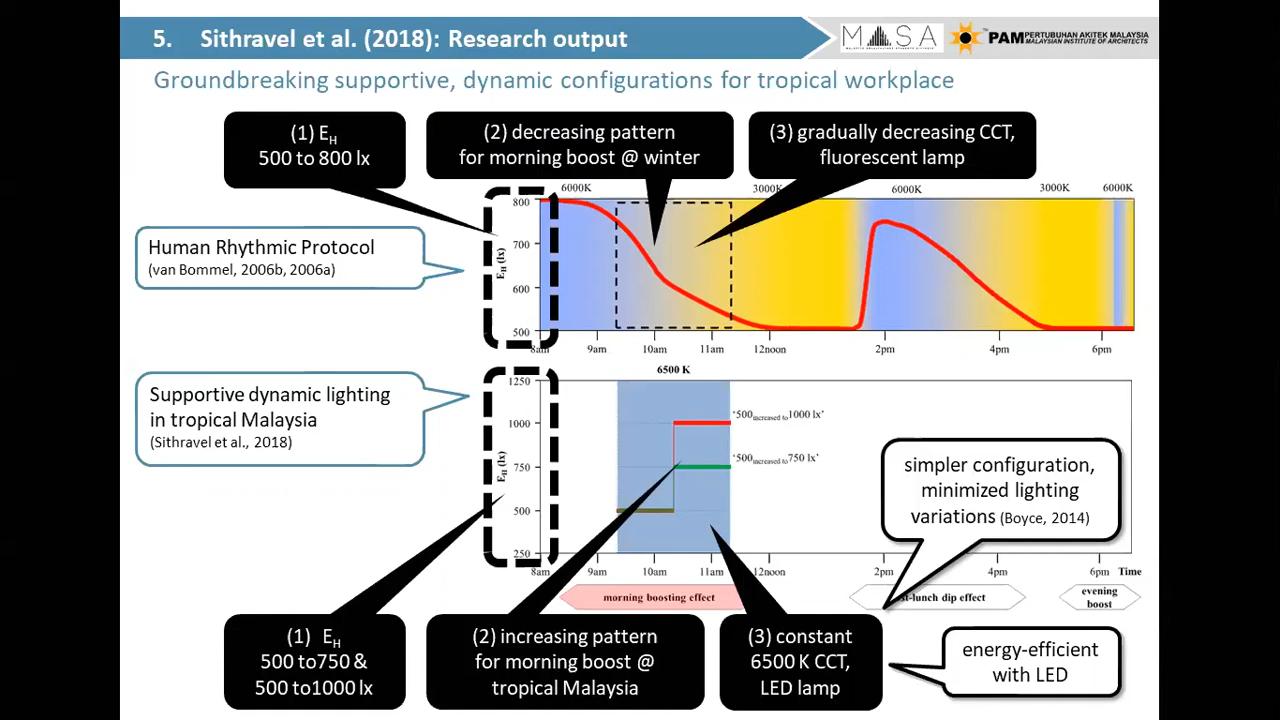 5. Sithravel et al. (2018): Research output
MASA
PAM PERTUBUHAN AKITEK MALAYSIA
MALAYSIAN INSTITUTE OF ARCHITECTS
Groundbreaking supportive, dynamic configurations for tropical workplace
(1) EH
500 to 800 lx
(2) decreasing pattern
for morning boost @ winter
(3) gradually decreasing CCT,
fluorescent lamp
6000K 3000K 6000K 3000K 6000K
Human Rhythmic Protocol
(van Bommel, 2006b, 2006a)
EH (lx)
800
700
600
500
8am 9am 10am 11am 12noon 2pm 4pm 6pm
6500 K
Supportive dynamic lighting
in tropical Malaysia
(Sithravel et al., 2018)
EH (lx)
1250
1000
750
500
250
'500increased to1000 lx'
'500increased to750 lx'
simpler configuration,
minimized lighting
variations (Boyce, 2014)
8am 9am 10am 11am 12noon 2pm 4pm 6pm Time
morning boosting effect
st-lunch dip effect
evening
boost
(1) EH
500 to750 &
500 to1000 lx
(2) increasing pattern
for morning boost @
tropical Malaysia
(3) constant
6500 K CCT,
LED lamp
energy-efficient
with LED